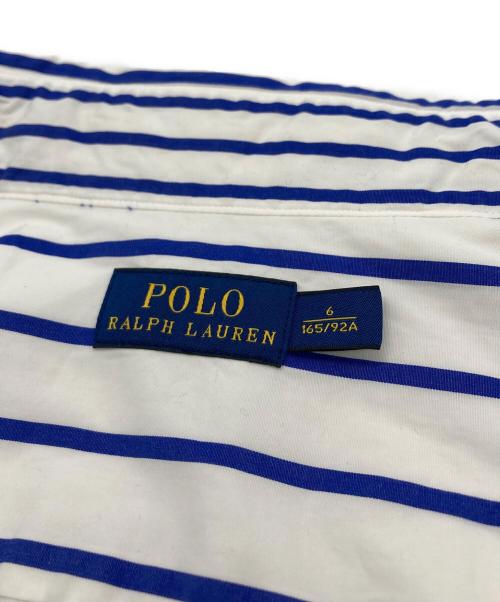 POLO
RALPH LAUREN
6
165/92A